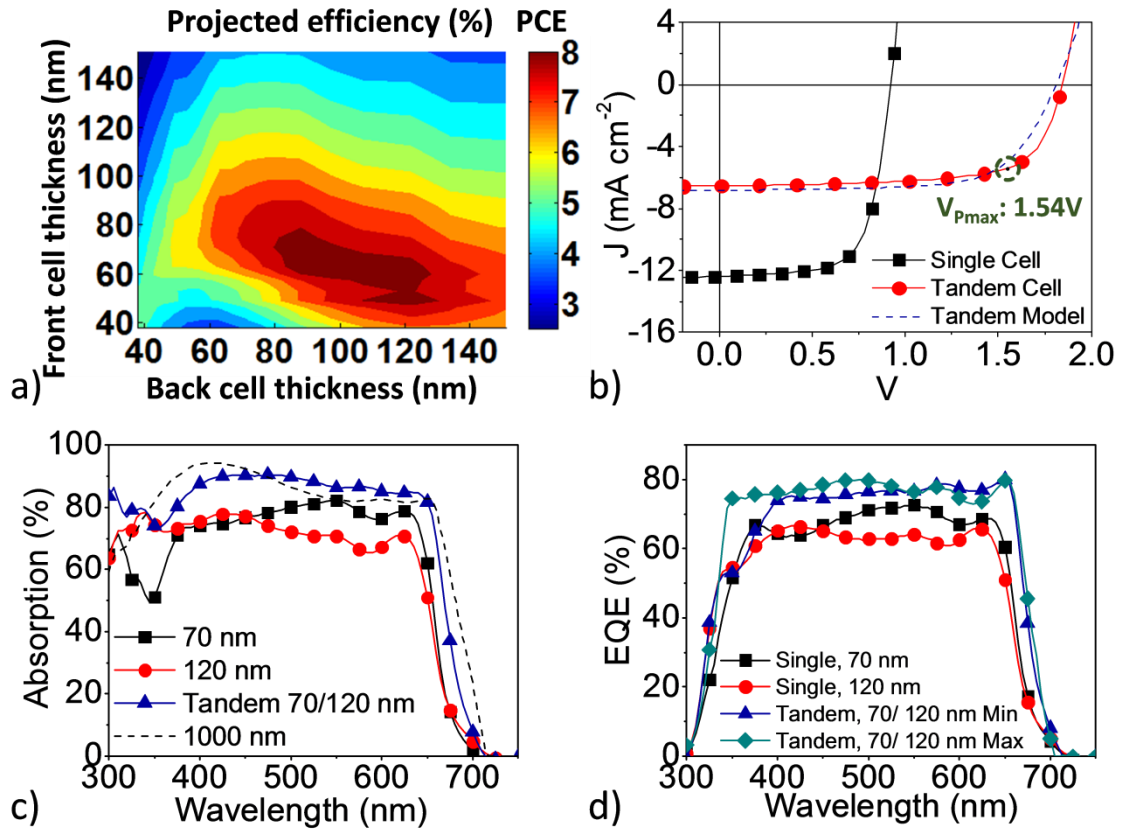 Projected efficiency (%) PCE
Front cell thickness (nm)
140
120
100
80
60
40
40 60 80 100 120 140
Back cell thickness (nm)
8
7
6
5
4
3
a)
J (mA cm-2)
4
0
-4
-8
-12
-16
VPmax: 1.54V
Single Cell
Tandem Cell
Tandem Model
0.0 0.5 1.0 1.5 2.0
V
b)
Absorption (%)
100
80
60
40
20
0
70 nm
120 nm
Tandem 70/120 nm
1000 nm
300 400 500 600 700
Wavelength (nm)
c)
EQE (%)
80
60
40
20
0
Single, 70 nm
Single, 120 nm
Tandem, 70/ 120 nm Min
Tandem, 70/ 120 nm Max
300 400 500 600 700
Wavelength (nm)
d)